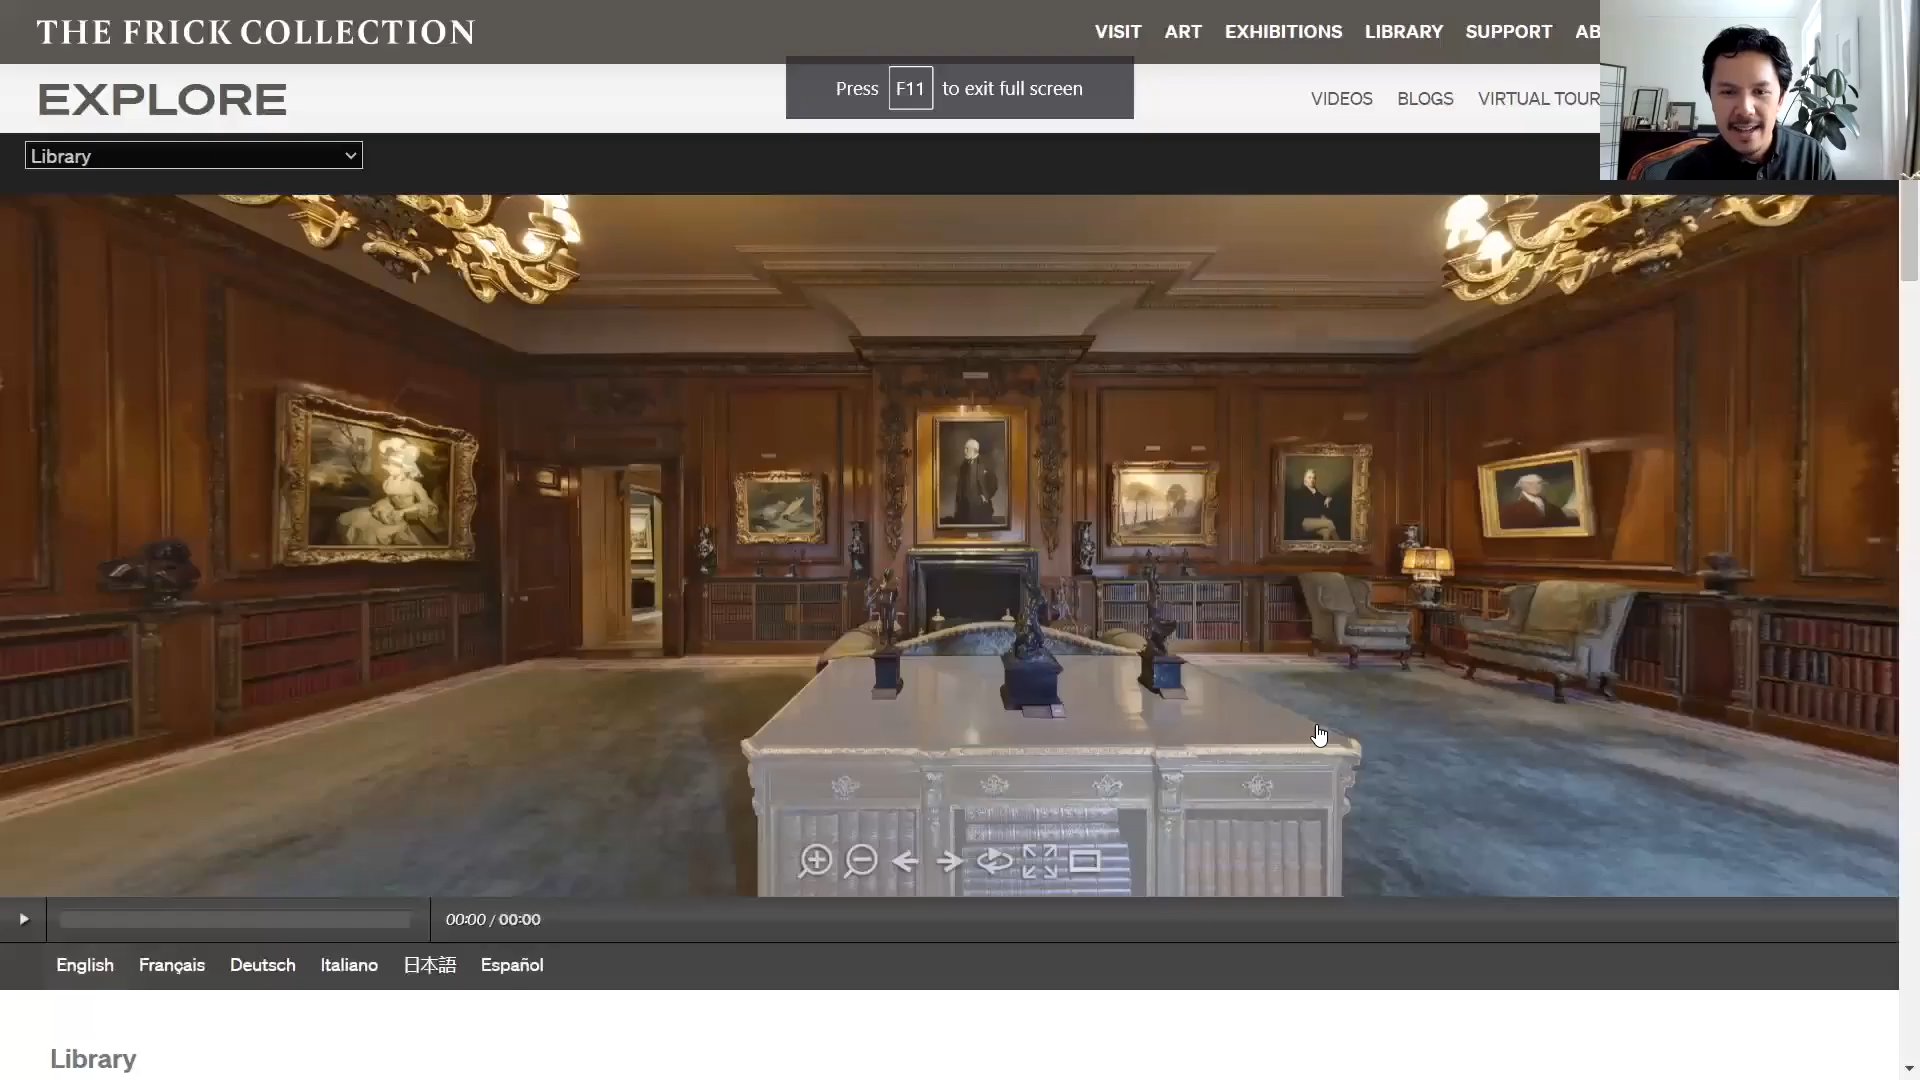 THE FRICK COLLECTION
VISIT ART EXHIBITIONS LIBRARY SUPPORT AB
Press F11 to exit full screen
EXPLORE
VIDEOS BLOGS VIRTUAL TOUR
Library
00:00 / 00:00
English Français Deutsch Italiano 日本語 Español
Library